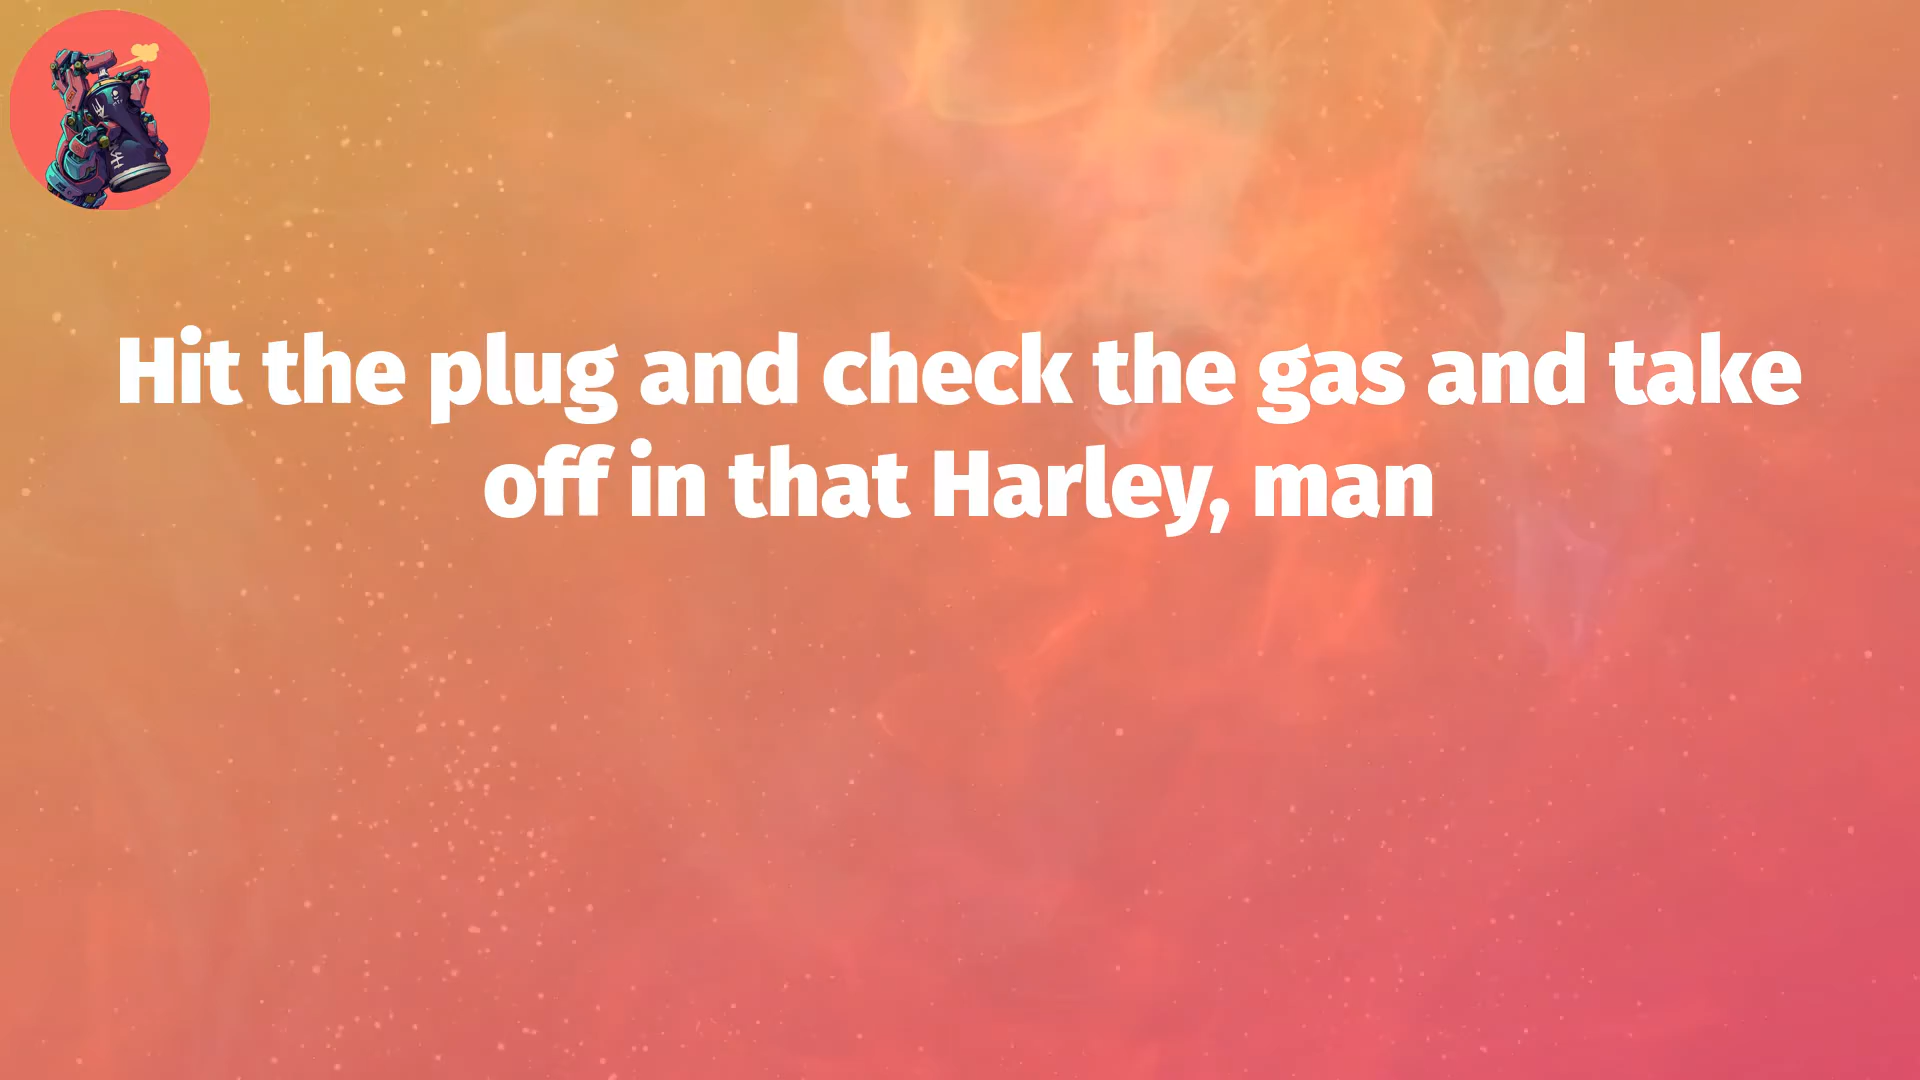 Hit the plug and check the gas and take
off in that Harley, man